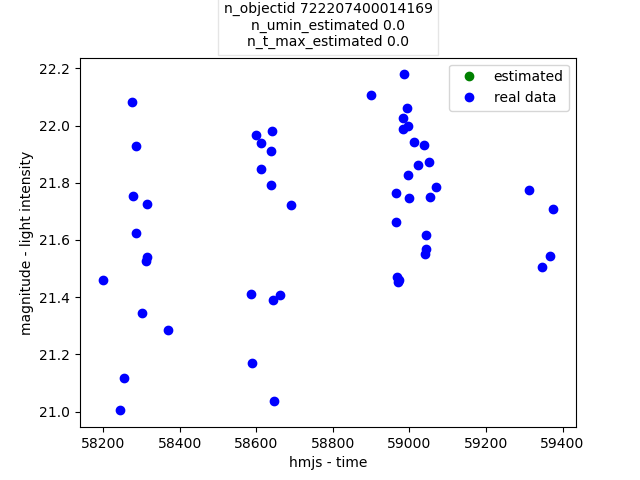 n_objectid 722207400014169
n_umin_estimated 0.0
n_t_max_estimated 0.0
estimated
real data
22.2
22.0
21.8
21.6
21.4
21.2
21.0
magnitude - light intensity
58200 58400 58600 58800 59000 59200 59400
hmjs - time